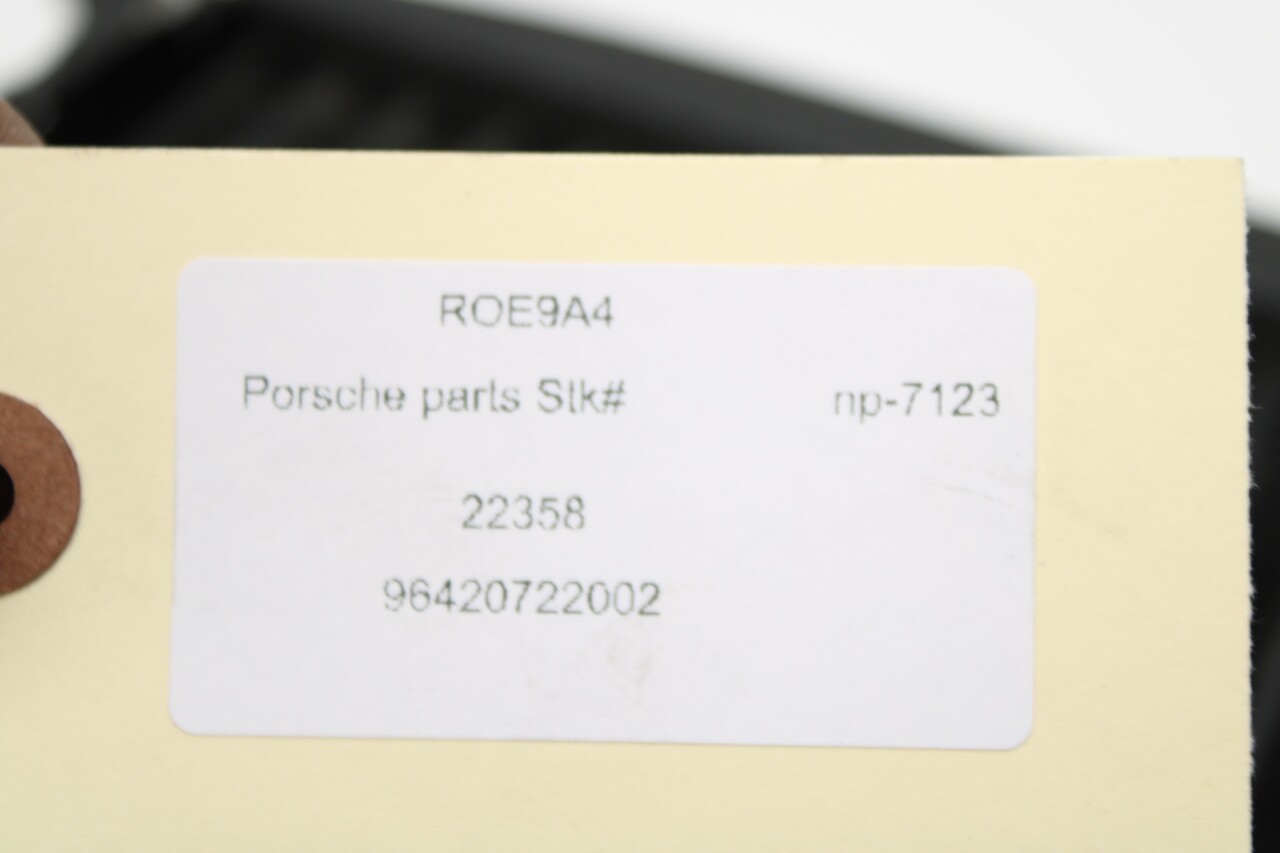 ROE9A4
Porsche parts Stk# np-7123
22358
96420722002